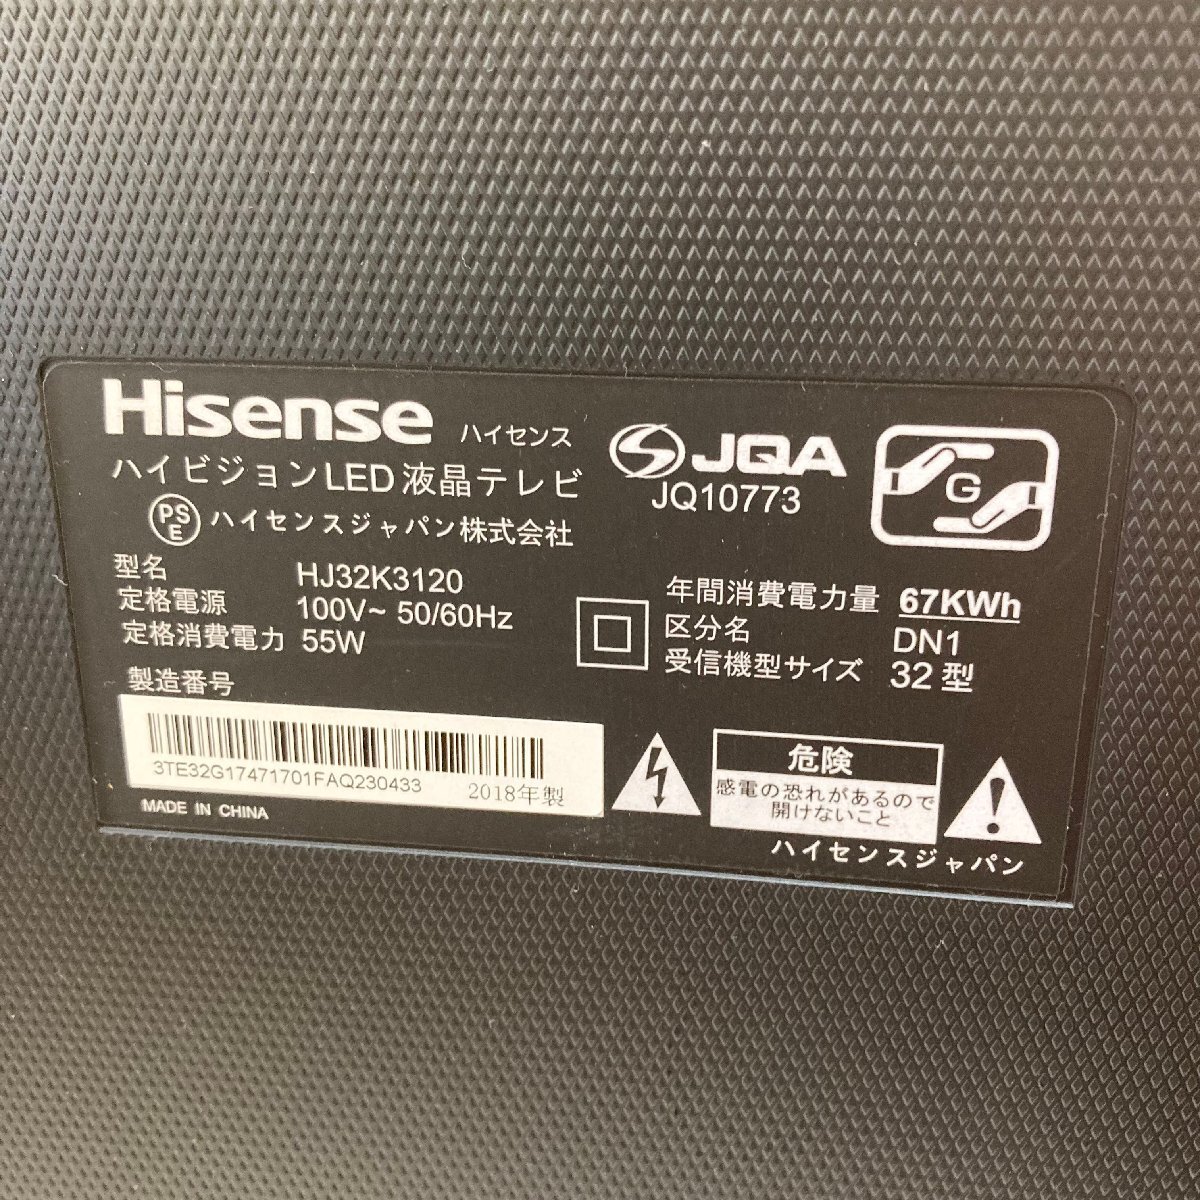 Hisense ハイセンス
ハイビジョンLED液晶テレビ
PSE ハイセンスジャパン株式会社
JQA
JQ10773
G
型名 HJ32K3120
定格電源 100V~ 50/60Hz
定格消費電力 55W
年間消費電力量 67KWh
区分名 DN1
受信機型サイズ 32型
製造番号
3TE32G17471701FAQ230433 2018年製
MADE IN CHINA
危険
感電の恐れがあるので
開けないこと
ハイセンスジャパン